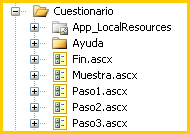 Cuestionario
App_LocalResources
Ayuda
Fin.ascx
Muestra.ascx
Paso1.ascx
Paso2.ascx
Paso3.ascx